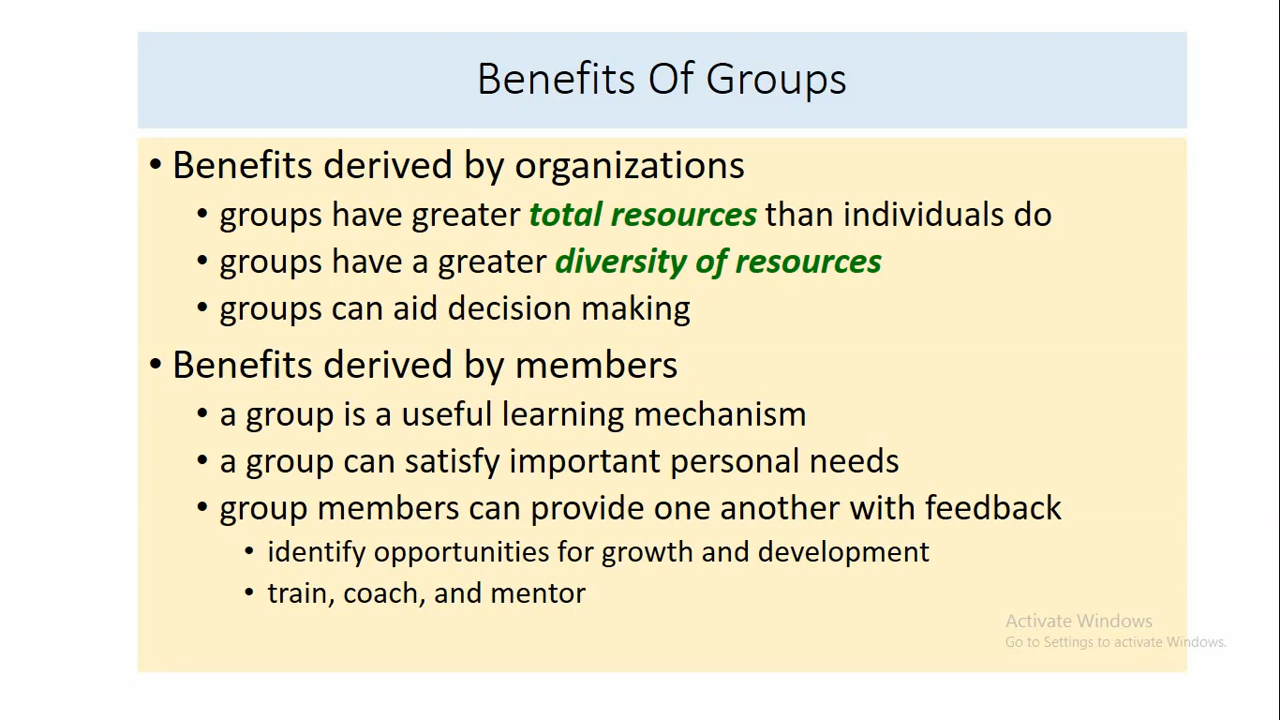 Benefits Of Groups
• Benefits derived by organizations
• groups have greater total resources than individuals do
• groups have a greater diversity of resources
• groups can aid decision making
• Benefits derived by members
• a group is a useful learning mechanism
• a group can satisfy important personal needs
• group members can provide one another with feedback
• identify opportunities for growth and development
• train, coach, and mentor
Activate Windows
Go to Settings to activate Windows.